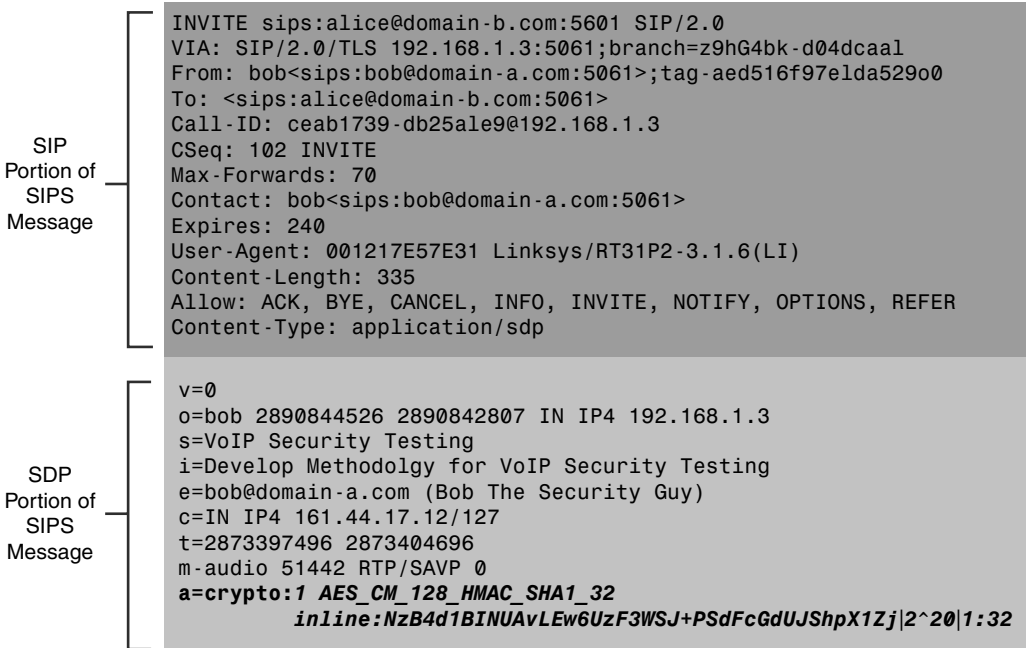 SIP
Portion of
SIPS
Message
INVITE sips:alice@domain-b.com:5601 SIP/2.0
VIA: SIP/2.0/TLS 192.168.1.3:5061;branch=z9hG4bk-d04dcaal
From: bob<sips:bob@domain-a.com:5061>;tag-aed516f97elda529o0
To: <sips:alice@domain-b.com:5061>
Call-ID: ceab1739-db25ale9@192.168.1.3
CSeq: 102 INVITE
Max-Forwards: 70
Contact: bob<sips:bob@domain-a.com:5061>
Expires: 240
User-Agent: 001217E57E31 Linksys/RT31P2-3.1.6(LI)
Content-Length: 335
Allow: ACK, BYE, CANCEL, INFO, INVITE, NOTIFY, OPTIONS, REFER
Content-Type: application/sdp
SDP
Portion of
SIPS
Message
v=0
o=bob 2890844526 2890842807 IN IP4 192.168.1.3
s=VoIP Security Testing
i=Develop Methodolgy for VoIP Security Testing
e=bob@domain-a.com (Bob The Security Guy)
c=IN IP4 161.44.17.12/127
t=2873397496 2873404696
m-audio 51442 RTP/SAVP 0
a=crypto:1 AES_CM_128_HMAC_SHA1_32
inline:NzB4d1BINUAvLEw6UzF3WSJ+PSdFcGdUJShpX1Zj|2^20|1:32